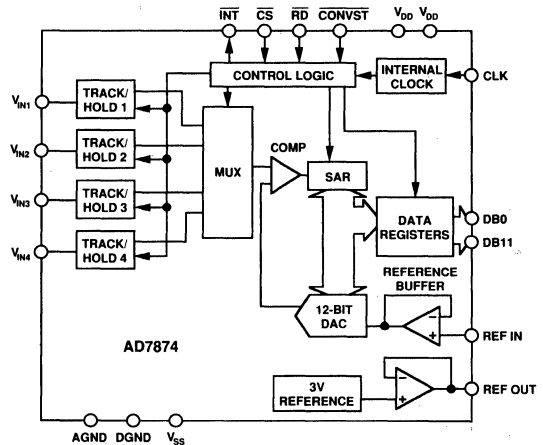 INT CS RD CONVST VDD VDD
CONTROL LOGIC
INTERNAL
CLOCK
CLK
VIN1
TRACK/
HOLD 1
VIN2
TRACK/
HOLD 2
VIN3
TRACK/
HOLD 3
VIN4
TRACK/
HOLD 4
MUX
COMP
SAR
DATA
REGISTERS
DB0
DB11
REFERENCE
BUFFER
12-BIT
DAC
−
+
REF IN
AD7874
3V
REFERENCE
−
+
REF OUT
AGND DGND VSS